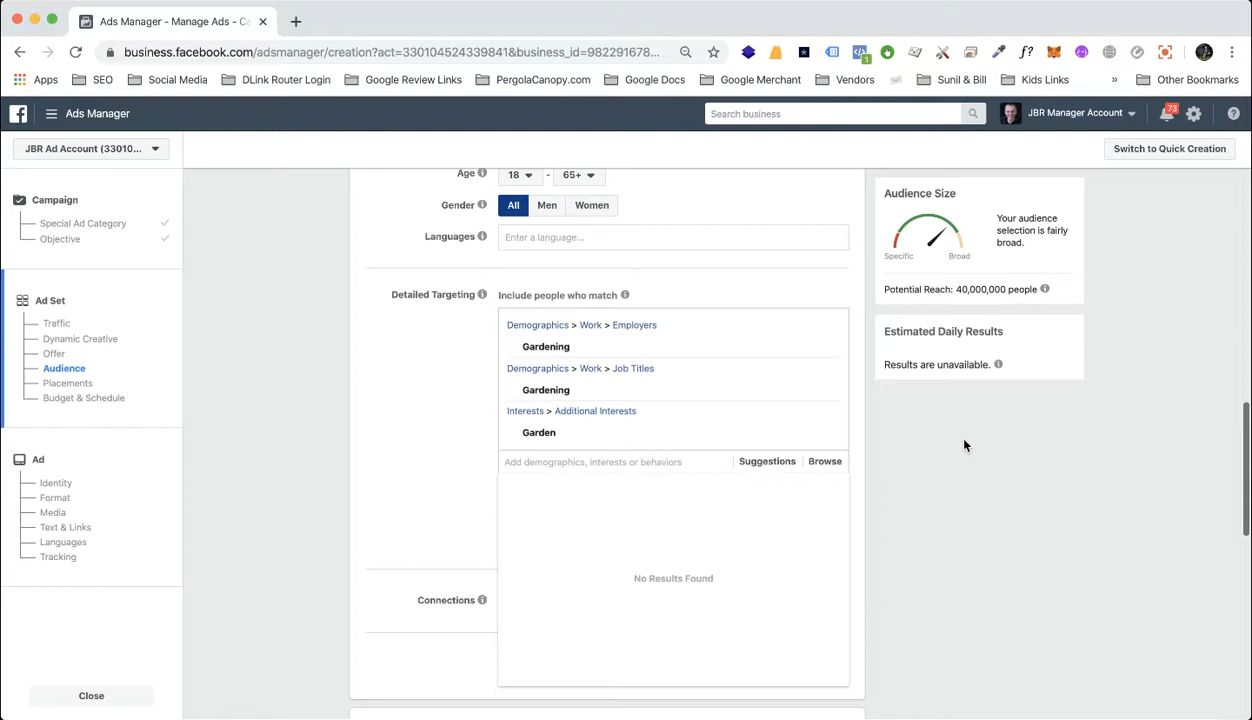 Ads Manager - Manage Ads - Ca
business.facebook.com/adsmanager/creation?act=330104524339841&business_id=982291678...
f?
1
Apps
SEO
Social Media
DLink Router Login
Google Review Links
PergolaCanopy.com
Google Docs
Google Merchant
Vendors
Sunil & Bill
Kids Links
»
Other Bookmarks
Ads Manager
Search business
JBR Manager Account
73
JBR Ad Account (33010...
Switch to Quick Creation
Campaign
Special Ad Category
Objective
Ad Set
Traffic
Dynamic Creative
Offer
Audience
Placements
Budget & Schedule
Ad
Identity
Format
Media
Text & Links
Languages
Tracking
Close
Age
18
-
65+
Gender
All
Men
Women
Languages
Enter a language...
Detailed Targeting
Include people who match
Demographics > Work > Employers
Gardening
Demographics > Work > Job Titles
Gardening
Interests > Additional Interests
Garden
Add demographics, interests or behaviors
Suggestions
Browse
No Results Found
Connections
Audience Size
Your audience
selection is fairly
broad.
Specific
Broad
Potential Reach: 40,000,000 people
Estimated Daily Results
Results are unavailable.